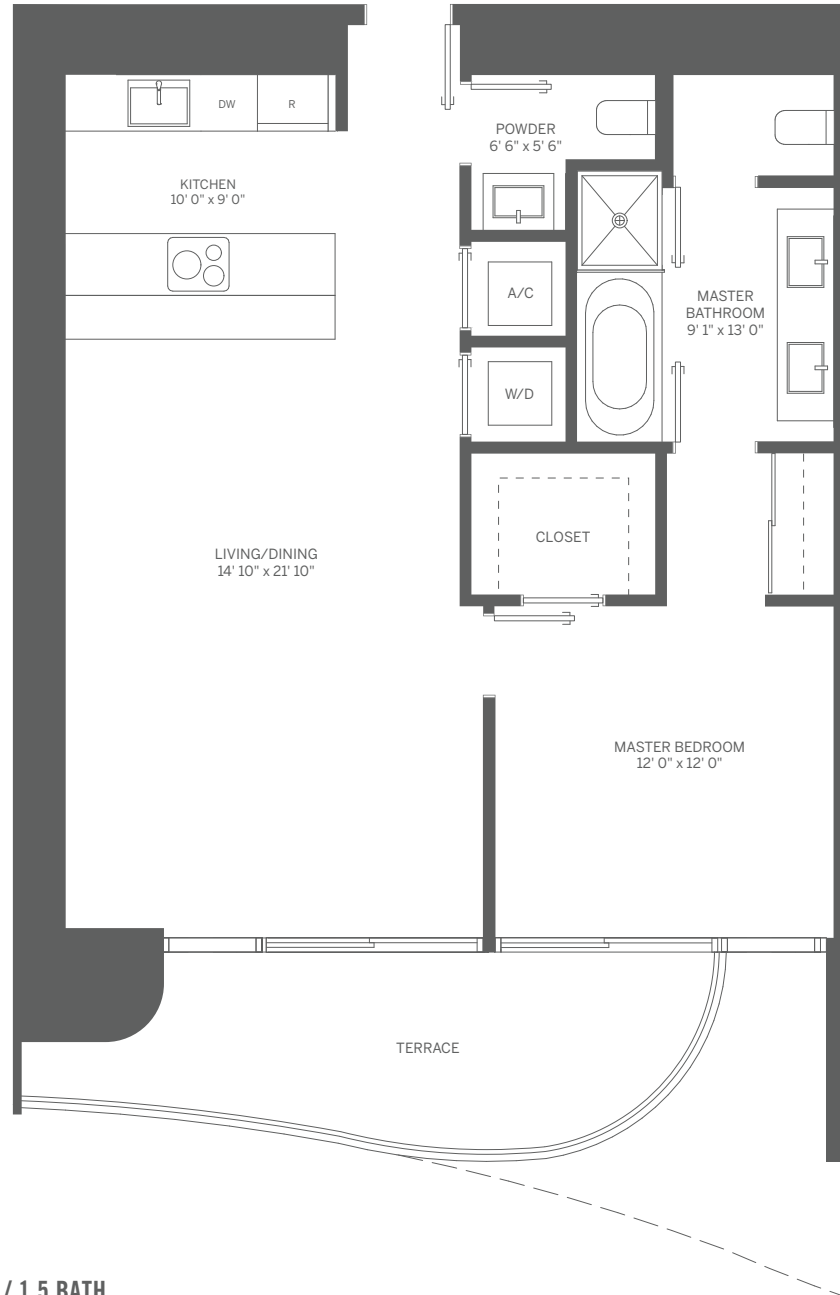 DW
R
POWDER
6' 6" x 5' 6"
KITCHEN
10' 0" x 9' 0"
A/C
MASTER
BATHROOM
9' 1" x 13' 0"
W/D
CLOSET
LIVING/DINING
14' 10" x 21' 10"
MASTER BEDROOM
12' 0" x 12' 0"
TERRACE
/ 1.5 BATH